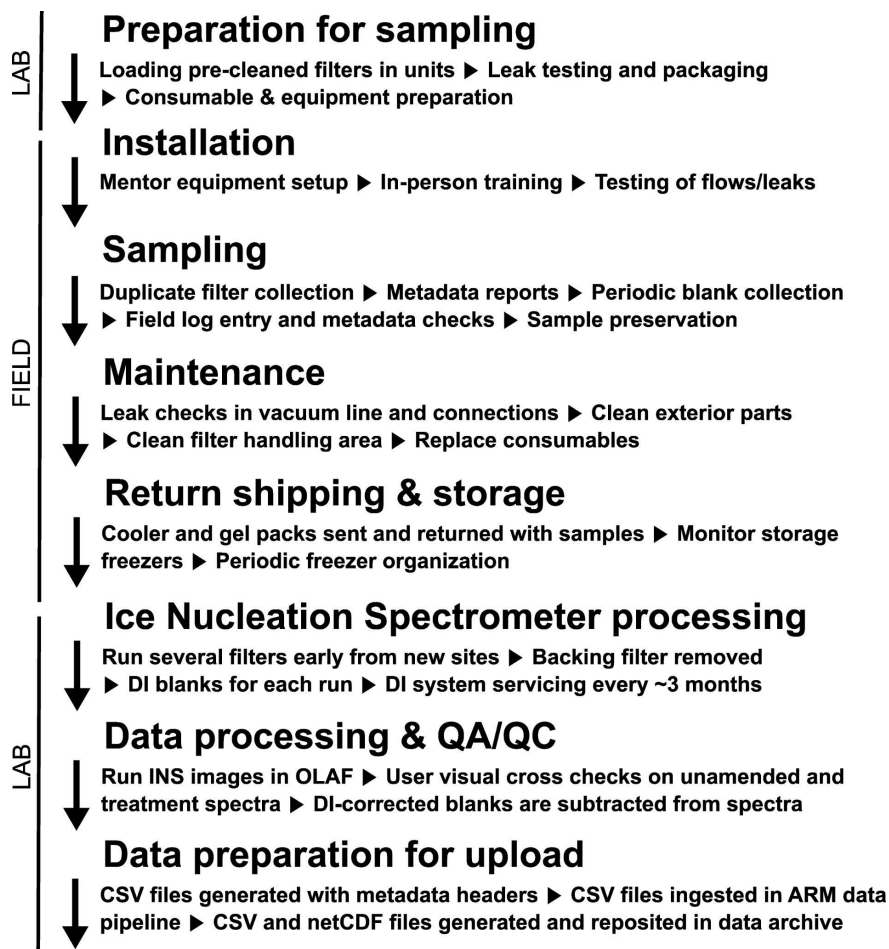 LAB
Preparation for sampling
Loading pre-cleaned filters in units ▶ Leak testing and packaging
▶ Consumable & equipment preparation
FIELD
Installation
Mentor equipment setup ▶ In-person training ▶ Testing of flows/leaks
Sampling
Duplicate filter collection ▶ Metadata reports ▶ Periodic blank collection
▶ Field log entry and metadata checks ▶ Sample preservation
Maintenance
Leak checks in vacuum line and connections ▶ Clean exterior parts
▶ Clean filter handling area ▶ Replace consumables
Return shipping & storage
Cooler and gel packs sent and returned with samples ▶ Monitor storage
freezers ▶ Periodic freezer organization
LAB
Ice Nucleation Spectrometer processing
Run several filters early from new sites ▶ Backing filter removed
▶ DI blanks for each run ▶ DI system servicing every ~3 months
Data processing & QA/QC
Run INS images in OLAF ▶ User visual cross checks on unamended and
treatment spectra ▶ DI-corrected blanks are subtracted from spectra
Data preparation for upload
CSV files generated with metadata headers ▶ CSV files ingested in ARM data
pipeline ▶ CSV and netCDF files generated and reposited in data archive